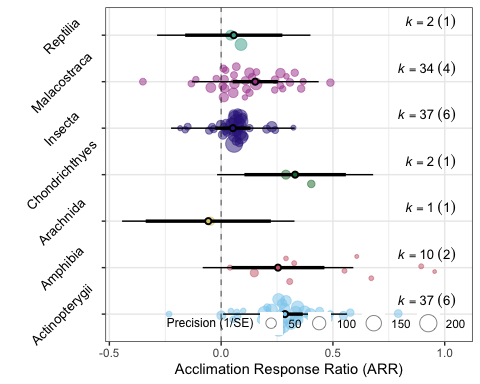 Reptilia
k = 2 (1)
Malacostraca
k = 34 (4)
Insecta
k = 37 (6)
Chondrichthyes
k = 2 (1)
Arachnida
k = 1 (1)
Amphibia
k = 10 (2)
Actinopterygii
k = 37 (6)
Precision (1/SE) 50 100 150 200
-0.5 0.0 0.5 1.0
Acclimation Response Ratio (ARR)